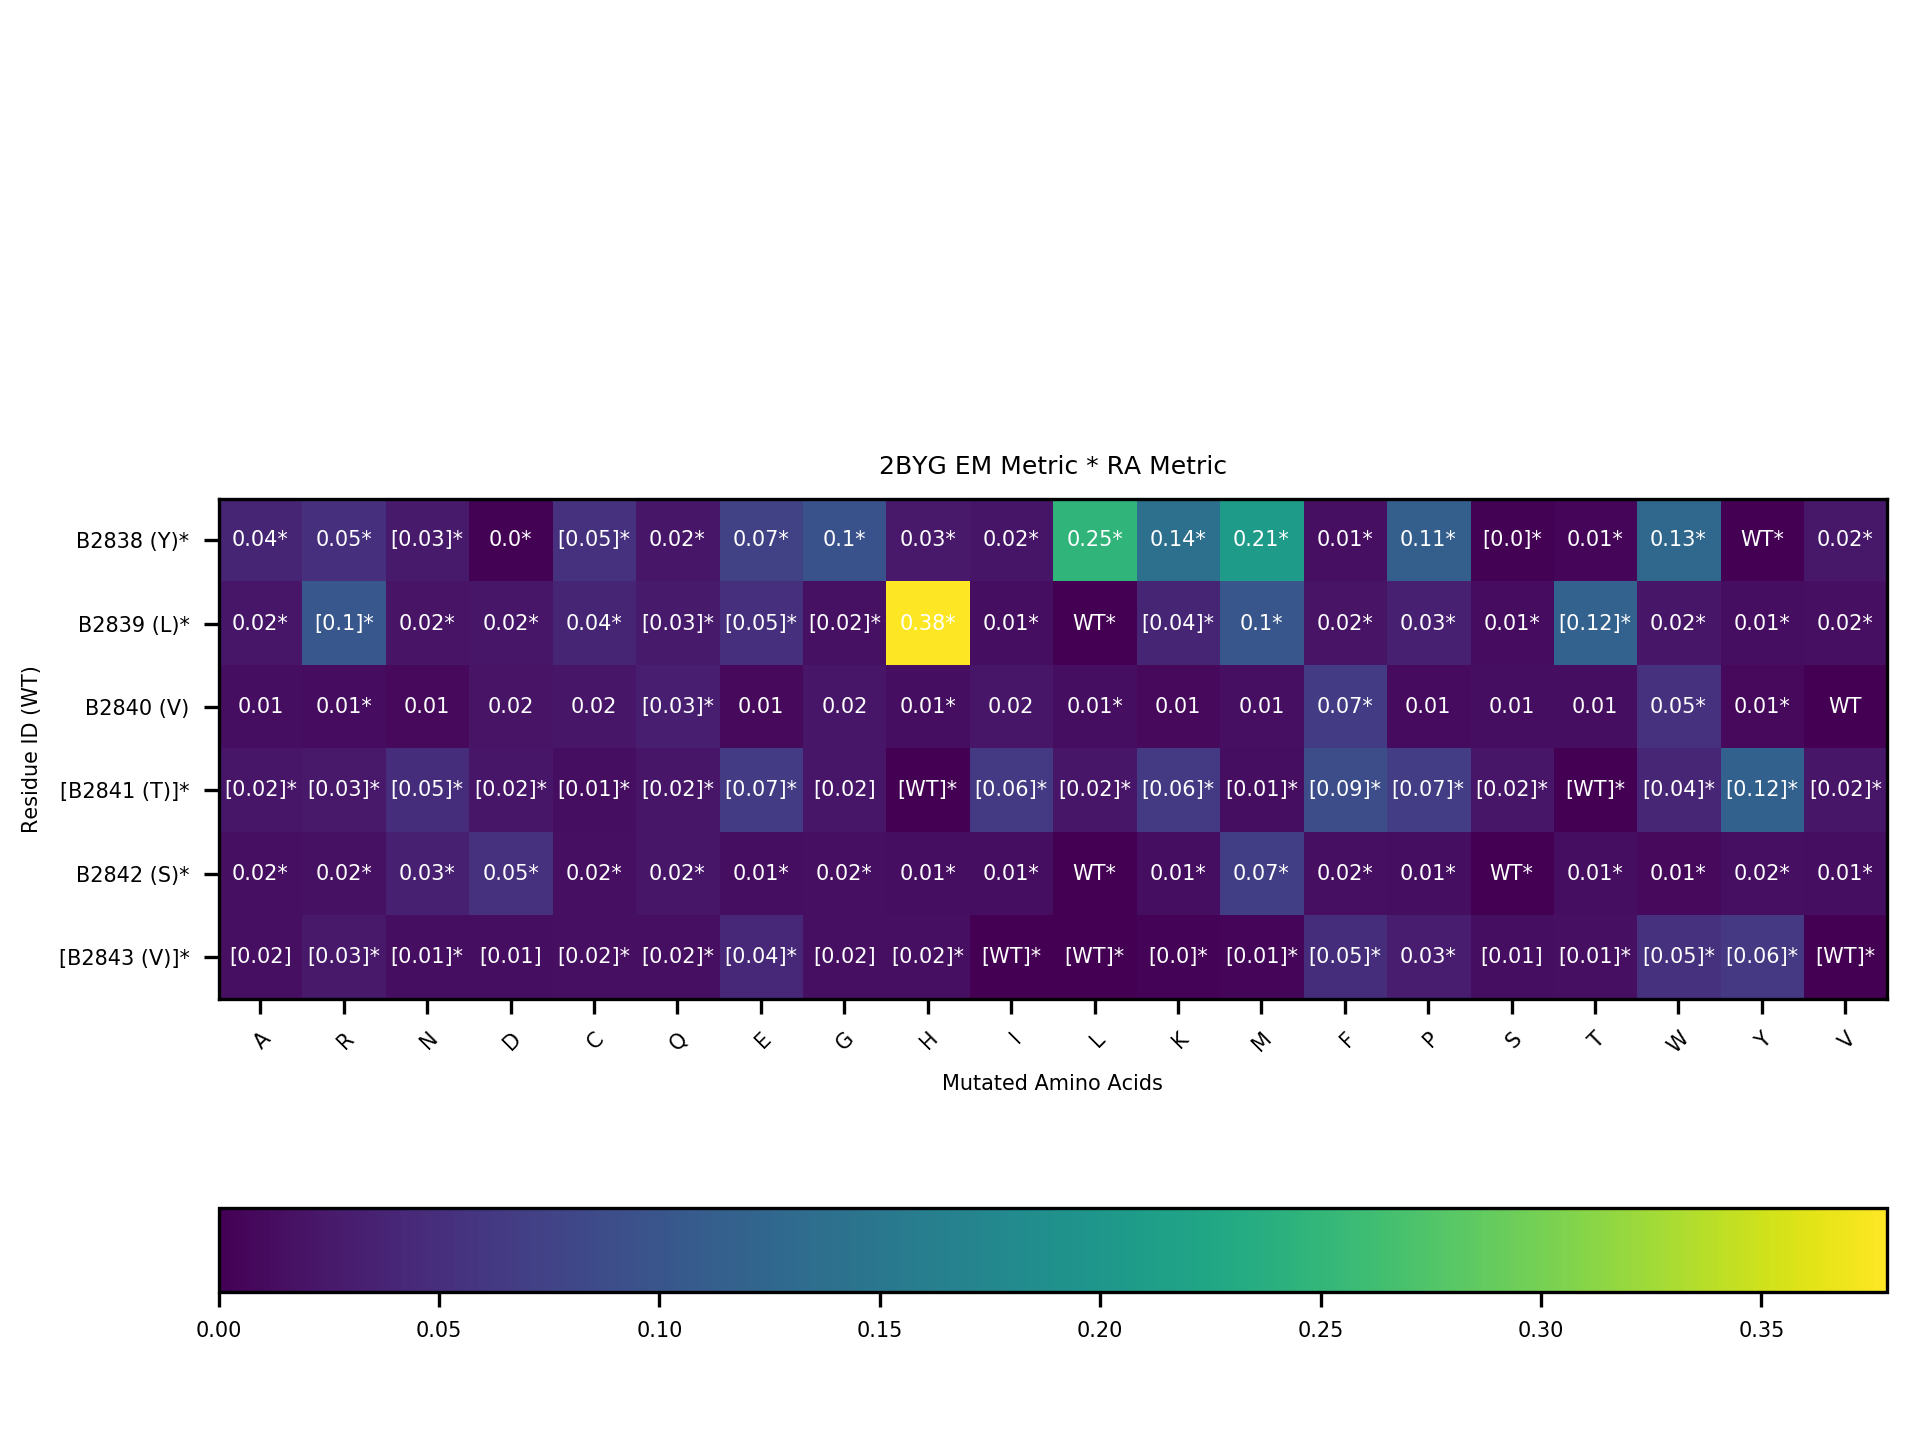 2BYG EM Metric * RA Metric
Residue ID (WT)
B2838 (Y)* 0.04* 0.05* [0.03]* 0.0* [0.05]* 0.02* 0.07* 0.1* 0.03* 0.02* 0.25* 0.14* 0.21* 0.01* 0.11* [0.0]* 0.01* 0.13* WT* 0.02*
B2839 (L)* 0.02* [0.1]* 0.02* 0.02* 0.04* [0.03]* [0.05]* [0.02]* 0.38* 0.01* WT* [0.04]* 0.1* 0.02* 0.03* 0.01* [0.12]* 0.02* 0.01* 0.02*
B2840 (V) 0.01 0.01* 0.01 0.02 0.02 [0.03]* 0.01 0.02 0.01* 0.02 0.01* 0.01 0.01 0.07* 0.01 0.01 0.01 0.05* 0.01* WT
[B2841 (T)]* [0.02]* [0.03]* [0.05]* [0.02]* [0.01]* [0.02]* [0.07]* [0.02] [WT]* [0.06]* [0.02]* [0.06]* [0.01]* [0.09]* [0.07]* [0.02]* [WT]* [0.04]* [0.12]* [0.02]*
B2842 (S)* 0.02* 0.02* 0.03* 0.05* 0.02* 0.02* 0.01* 0.02* 0.01* 0.01* WT* 0.01* 0.07* 0.02* 0.01* WT* 0.01* 0.01* 0.02* 0.01*
[B2843 (V)]* [0.02] [0.03]* [0.01]* [0.01] [0.02]* [0.02]* [0.04]* [0.02] [0.02]* [WT]* [WT]* [0.0]* [0.01]* [0.05]* 0.03* [0.01] [0.01]* [0.05]* [0.06]* [WT]*
A R N D C Q E G H I L K M F P S T W Y V
Mutated Amino Acids
0.00 0.05 0.10 0.15 0.20 0.25 0.30 0.35